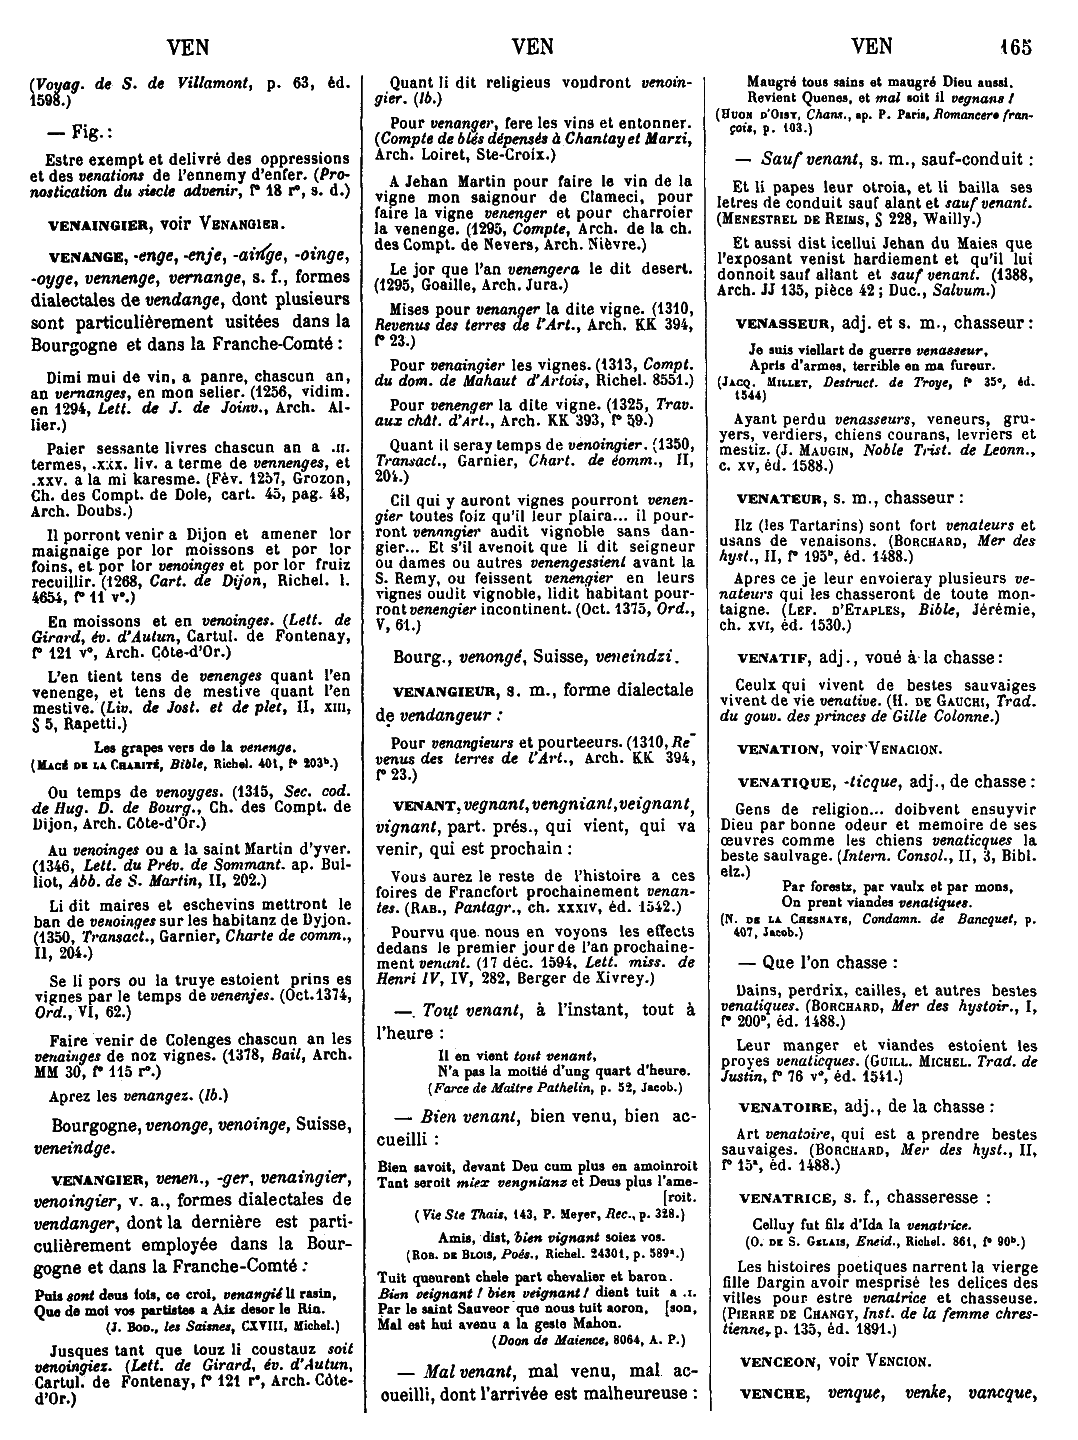 VEN
VEN
VEN
165
(Voyag. de S. de Villamont, p. 63, éd.
1598.)
— Fig. :
Estre exempt et delivré des oppressions
et des venations de l'ennemy d'enfer. (Pro-
nostication du siecle advenir, f° 18 r°, s. d.)
VENAINGIER, voir VENANGIER.
VENANGE, -enge, -enje, -ainge, -oinge,
-oyge, vennenge, vernange, s. f., formes
dialectales de vendange, dont plusieurs
sont particulièrement usitées dans la
Bourgogne et dans la Franche-Comté :
Dimi mui de vin, a panre, chascun an,
an vernanges, en mon selier. (1256, vidim.
en 1294, Lett. de J. de Joinv., Arch. Al-
lier.)
Paier sessante livres chascun an a .II.
termes, .xxx. liv. a terme de vennenges, et
.xxv. a la mi karesme. (Fév. 1257, Grozon,
Ch. des Compt. de Dole, cart. 45, pag. 48,
Arch. Doubs.)
Il porront venir a Dijon et amener lor
maignaige por lor moissons et por lor
foins, et por lor venoinges et por lor fruiz
recuillir. (1268, Cart. de Dijon, Richel. l.
4654, f° 11 v°.)
En moissons et en venoinges. (Lett. de
Girard, év. d'Autun, Cartul. de Fontenay,
f° 121 v°, Arch. Côte-d'Or.)
L'en tient tens de venenges quant l'en
venenge, et tens de mestive quant l'en
mestive. (Liv. de Jost. et de plet, II, XIII,
§ 5, Rapetti.)
Les grapes vers de la venenge.
(MACÉ DE LA CHARITÉ, Bible, Richel. 401, f° 203b.)
Ou temps de venoyges. (1315, Sec. cod.
de Hug. D. de Bourg., Ch. des Compt. de
Dijon, Arch. Côte-d'Or.)
Au venoinges ou a la saint Martin d'yver.
(1346, Lett. du Prév. de Sommant. ap. Bul-
liot, Abb. de S. Martin, II, 202.)
Li dit maires et eschevins mettront le
ban de venoinges sur les habitanz de Dyjon.
(1350, Transact., Garnier, Charte de comm.,
II, 204.)
Se li pors ou la truye estoient prins es
vignes par le temps de venenjes. (Oct. 1374,
Ord., VI, 62.)
Faire venir de Colenges chascun an les
venainges de noz vignes. (1378, Bail, Arch.
MM 30, f° 115 r°.)
Aprez les venangez. (Ib.)
Bourgogne, venonge, venoinge, Suisse,
veneindge.
VENANGIER, venen., -ger, venaingier,
venoingier, v. a., formes dialectales de
vendanger, dont la dernière est parti-
culièrement employée dans la Bour-
gogne et dans la Franche-Comté :
Puis sont deus fois, ce croi, venangié li rasin,
Que de moi vos partistes a Aix desor le Rin.
(J. BOD., les Saisnes, CXVIII, Michel.)
Jusques tant que touz li coustauz soit
venoingiez. (Lett. de Girard, év. d'Autun,
Cartul. de Fontenay, f° 121 r°, Arch. Côte-
d'Or.)
Quant li dit religieus voudront venoin-
gier. (Ib.)
Pour venanger, fere les vins et entonner.
(Compte de blés dépensés à Chantay et Marzi,
Arch. Loiret, Ste-Croix.)
A Jehan Martin pour faire le vin de la
vigne mon saignour de Clameci, pour
faire la vigne venenger et pour charroier
la venenge. (1295, Compte, Arch. de la ch.
des Compt. de Nevers, Arch. Nièvre.)
Le jor que l'an venengera le dit desert.
(1295, Goaille, Arch. Jura.)
Mises pour venanger la dite vigne. (1310,
Revenus des terres de l'Art., Arch. KK 394,
f° 23.)
Pour venaingier les vignes. (1313, Compt.
du dom. de Mahaut d'Artois, Richel. 8551.)
Pour venenger la dite vigne. (1325, Trav.
aux chât. d'Art., Arch. KK 393, f° 59.)
Quant il seray temps de venoingier. (1350,
Transact., Garnier, Chart. de comm., II,
204.)
Cil qui y auront vignes pourront venen-
gier toutes foiz qu'il leur plaira... il pour-
ront venangier audit vignoble sans dan-
gier... Et s'il avenoit que li dit seigneur
ou dames ou autres venengessient avant la
S. Remy, ou feissent venengier en leurs
vignes oudit vignoble, lidit habitant pour-
ront venengier incontinent. (Oct. 1375, Ord.,
V, 61.)
Bourg., venongé, Suisse, veneindzi.
VENANGIEUR, s. m., forme dialectale
de vendangeur :
Pour venangieurs et pourteeurs. (1310, Re-
venus des terres de l'Art., Arch. KK 394,
f° 23.)
VENANT, vegnant, vengniant, veignant,
vignant, part. prés., qui vient, qui va
venir, qui est prochain :
Vous aurez le reste de l'histoire a ces
foires de Francfort prochainement venan-
tes. (RAB., Pantagr., ch. XXXIV, éd. 1542.)
Pourvu que nous en voyons les effects
dedans le premier jour de l'an prochaine-
ment venant. (17 déc. 1594, Lett. miss. de
Henri IV, IV, 282, Berger de Xivrey.)
—. Tout venant, à l'instant, tout à
l'heure :
Il en vient tout venant,
N'a pas la moitié d'ung quart d'heure.
(Farce de Maitre Pathelin, p. 52, Jacob.)
— Bien venant, bien venu, bien ac-
cueilli :
Bien savoit, devant Deu cum plus en amoinroit
Tant seroit miex vengnianz et Deus plus l'ame-
[roit.
(Vie Ste Thais, 143, P. Meyer, Rec., p. 328.)
Amis, dist, bien vignant soiez vos.
(ROB. DE BLOIS, Poés., Richel. 24301, p. 589a.)
Tuit queurent chele part chevalier et baron.
Bien veignant ! bien veignant ! dient tuit a .I.
Par le saint Sauveor que nous tuit aoron, [son,
Mal est hui avenu a la geste Mahon.
(Doon de Maience, 8064, A. P.)
— Mal venant, mal venu, mal ac-
oueilli, dont l'arrivée est malheureuse :
Maugré tous sains et maugré Dieu aussi,
Revient Quenes, et mal soit il vegnans !
(HUON D'OISY, Chans., ap. P. Paris, Romancero fran-
çois, p. 103.)
— Sauf venant, s. m., sauf-conduit :
Et li papes leur otroia, et li bailla ses
letres de conduit sauf alant et sauf venant.
(MENESTREL DE REIMS, § 228, Wailly.)
Et aussi dist icellui Jehan du Maies que
l'exposant venist hardiement et qu'il lui
donnoit sauf allant et sauf venant. (1388,
Arch. JJ 135, pièce 42 ; Duc., Salvum.)
VENASSEUR, adj. et s. m., chasseur :
Je suis viellart de guerre venasseur,
Apris d'armes, terrible en ma fureur.
(JACQ. MILLET, Destruct. de Troye, f° 35c, éd.
1544)
Ayant perdu venasseurs, veneurs, gru-
yers, verdiers, chiens courans, levriers et
mestiz. (J. MAUGIN, Noble Trist. de Leonn.,
c. XV, éd. 1588.)
VENATEUR, s. m., chasseur :
Ilz (les Tartarins) sont fort venateurs et
usans de venaisons. (BORCHARD, Mer des
hyst., II, f° 195b, éd. 1488.)
Apres ce je leur envoieray plusieurs ve-
nateurs qui les chasseront de toute mon-
taigne. (LEF. D'ETAPLES, Bible, Jérémie,
ch. XVI, éd. 1530.)
VENATIF, adj., voué à la chasse :
Ceulx qui vivent de bestes sauvaiges
vivent de vie venative. (H. DE GAUCHI, Trad.
du gouv. des princes de Gille Colonne.)
VENATION, voir VENACION.
VENATIQUE, -ticque, adj., de chasse :
Gens de religion... doibvent ensuyvir
Dieu par bonne odeur et memoire de ses
œuvres comme les chiens venaticques la
beste saulvage. (Intern. Consol., II, 3, Bibl.
elz.)
Par forestz, par vaulx et par mons,
On prent viandes venatiques.
(N. DE LA CHESNAYE, Condamn. de Bancquet, p.
407, Jacob.)
— Que l'on chasse :
Dains, perdrix, cailles, et autres bestes
venatiques. (BORCHARD, Mer des hystoir., I,
f° 200b, éd. 1488.)
Leur manger et viandes estoient les
proyes venaticques. (GUILL. MICHEL. Trad. de
Justin, f° 76 v°, éd. 1541.)
VENATOIRE, adj., de la chasse :
Art venatoire, qui est a prendre bestes
sauvaiges. (BORCHARD, Mer des hyst., II,
f° 15a, éd. 1488.)
VENATRICE, s. f., chasseresse :
Celluy fut filz d'Ida la venatrice.
(O. DE S. GELAIS, Eneid., Richel. 861, f° 90b.)
Les histoires poetiques narrent la vierge
fille Dargin avoir mesprisé les delices des
villes pour estre venatrice et chasseuse.
(PIERRE DE CHANGY, Inst. de la femme chres-
tienne, p. 135, éd. 1891.)
VENCEON, voir VENCION.
VENCHE, venque, venke, vancque,